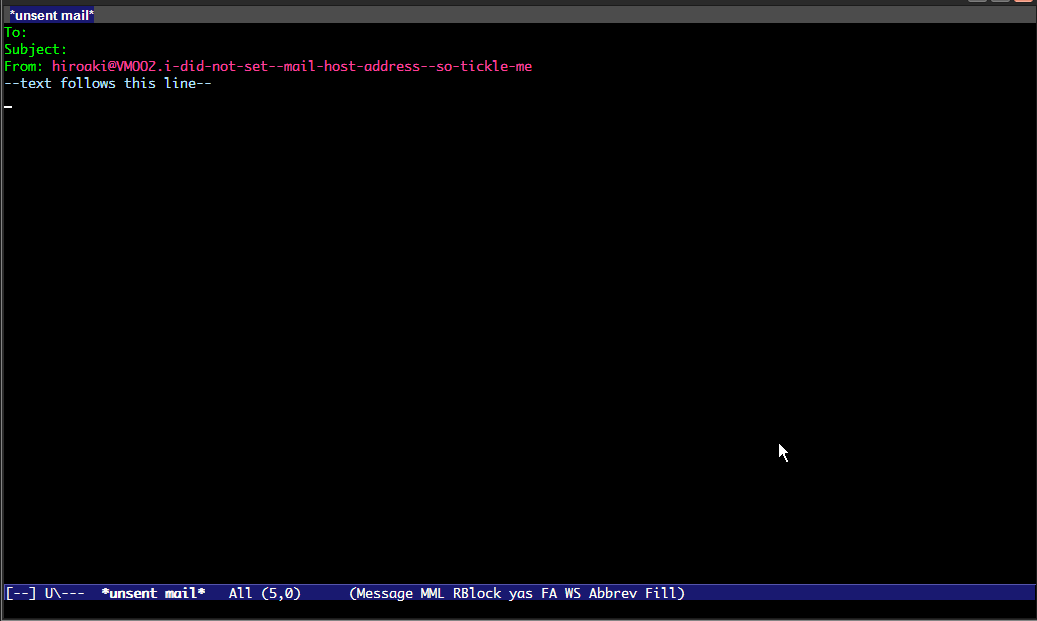 *unsent mail*
To:
Subject:
From: hiroaki@VM002.i-did-not-set--mail-host-address--so-tickle-me
--text follows this line--
[--] U\--- *unsent mail* All (5,0) (Message MML RBlock yas FA WS Abbrev Fill)